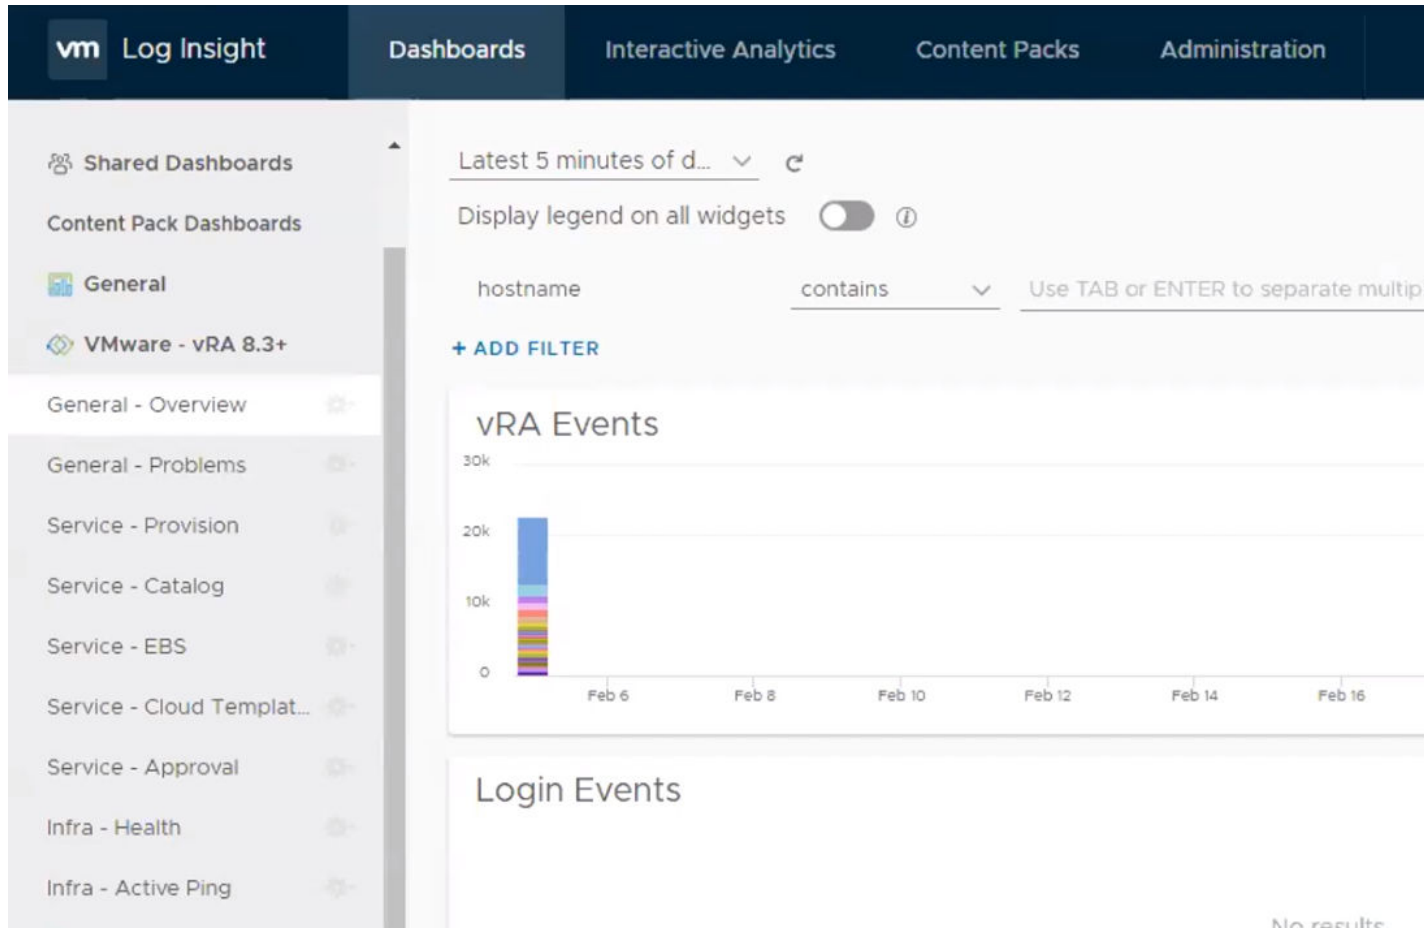 vm Log Insight Dashboards Interactive Analytics Content Packs Administration
Shared Dashboards
Content Pack Dashboards
General
VMware - vRA 8.3+
General - Overview
General - Problems
Service - Provision
Service - Catalog
Service - EBS
Service - Cloud Templat...
Service - Approval
Infra - Health
Infra - Active Ping
Latest 5 minutes of d...
Display legend on all widgets
hostname contains Use TAB or ENTER to separate multip
+ ADD FILTER
vRA Events
30k
20k
10k
0
Feb 6 Feb 8 Feb 10 Feb 12 Feb 14 Feb 16
Login Events
No results